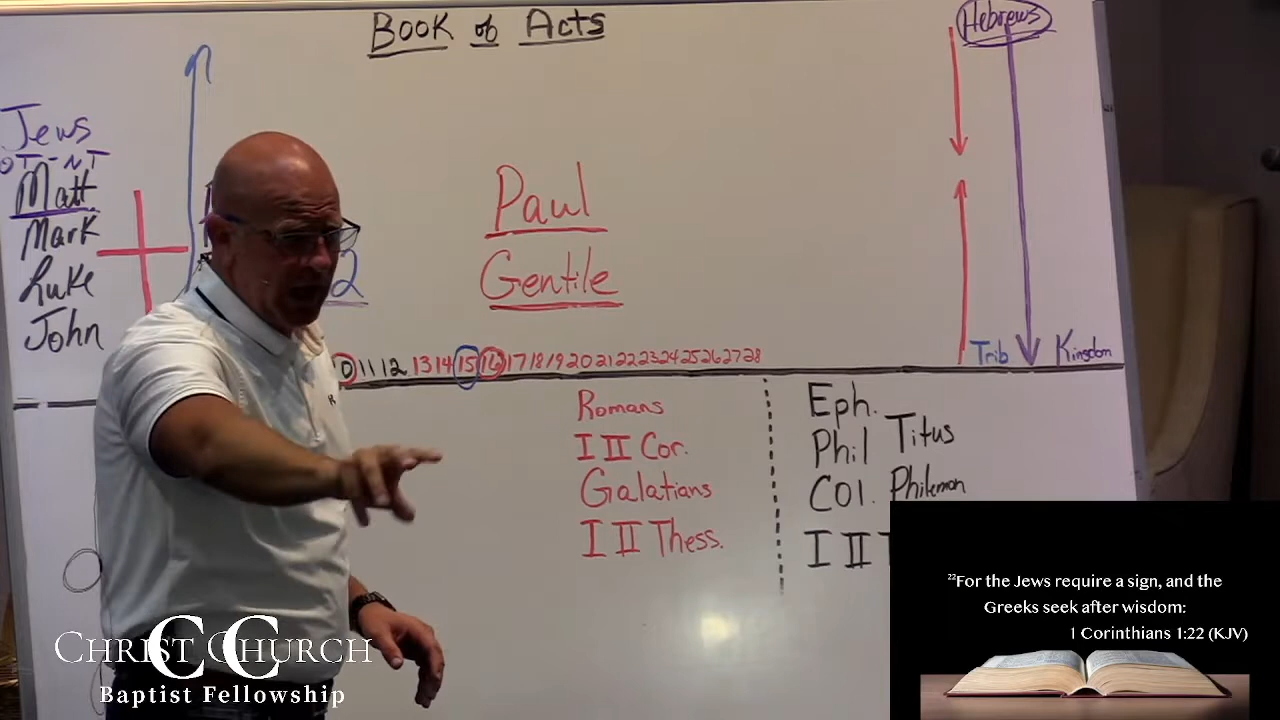 Book of Acts
Hebrews
Jews
OT-NT
Matt
Mark
Luke
John
2
Paul
Gentile
11 12 13 14 15 16 17 18 19 20 21 22 23 24 25 26 27 28
Trib
Kingdom
Romans
I II Cor.
Galatians
I II Thess.
Eph.
Phil
Titus
Col.
Philemon
I II
22For the Jews require a sign, and the
Greeks seek after wisdom:
1 Corinthians 1:22 (KJV)
CC
Christ Church
Baptist Fellowship